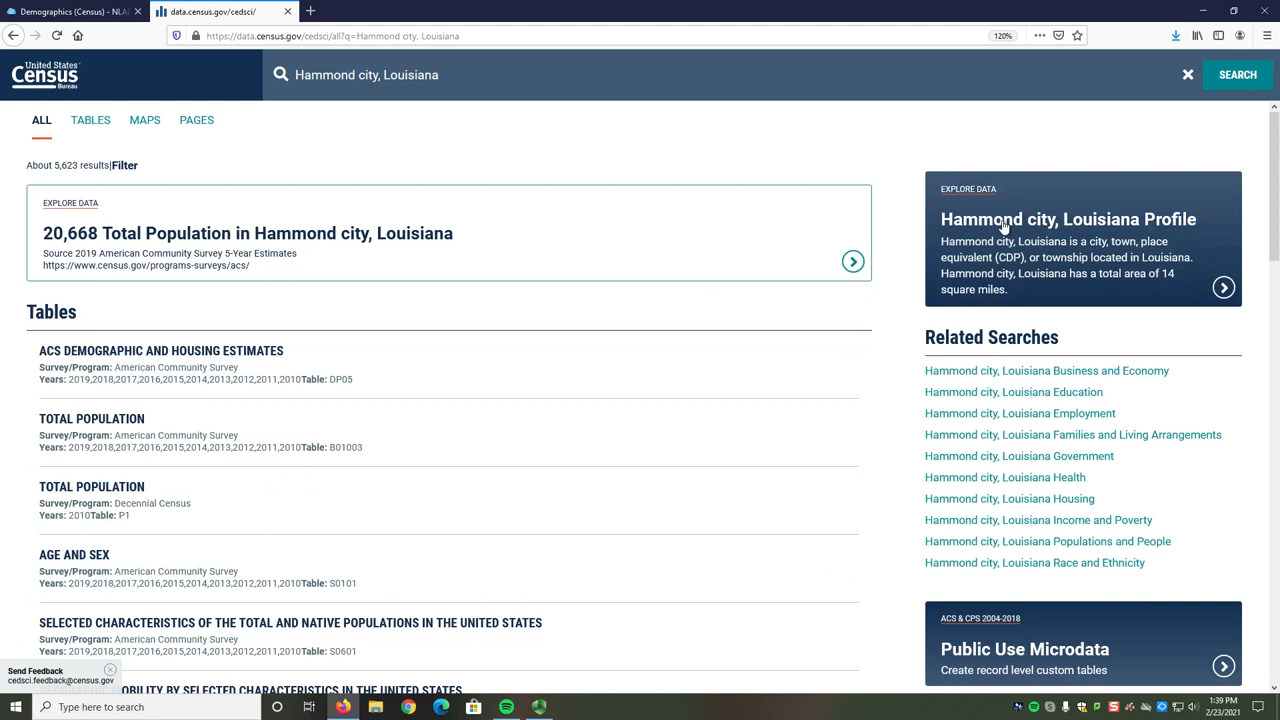 Demographics (Census) - NLA
data.census.gov/cedsci/
https://data.census.gov/cedsci/all?q=Hammond city, Louisiana
120%
United States®
Census
Bureau
Hammond city, Louisiana
SEARCH
ALL
TABLES
MAPS
PAGES
About 5,623 results|Filter
EXPLORE DATA
20,668 Total Population in Hammond city, Louisiana
Source 2019 American Community Survey 5-Year Estimates
https://www.census.gov/programs-surveys/acs/
Tables
ACS DEMOGRAPHIC AND HOUSING ESTIMATES
Survey/Program: American Community Survey
Years: 2019,2018,2017,2016,2015,2014,2013,2012,2011,2010Table: DP05
TOTAL POPULATION
Survey/Program: American Community Survey
Years: 2019,2018,2017,2016,2015,2014,2013,2012,2011,2010Table: B01003
TOTAL POPULATION
Survey/Program: Decennial Census
Years: 2010Table: P1
AGE AND SEX
Survey/Program: American Community Survey
Years: 2019,2018,2017,2016,2015,2014,2013,2012,2011,2010Table: S0101
SELECTED CHARACTERISTICS OF THE TOTAL AND NATIVE POPULATIONS IN THE UNITED STATES
Survey/Program: American Community Survey
Years: 2019,2018,2017,2016,2015,2014,2013,2012,2011,2010Table: S0601
MOBILITY BY SELECTED CHARACTERISTICS IN THE UNITED STATES
EXPLORE DATA
Hammond city, Louisiana Profile
Hammond city, Louisiana is a city, town, place
equivalent (CDP), or township located in Louisiana.
Hammond city, Louisiana has a total area of 14
square miles.
Related Searches
Hammond city, Louisiana Business and Economy
Hammond city, Louisiana Education
Hammond city, Louisiana Employment
Hammond city, Louisiana Families and Living Arrangements
Hammond city, Louisiana Government
Hammond city, Louisiana Health
Hammond city, Louisiana Housing
Hammond city, Louisiana Income and Poverty
Hammond city, Louisiana Populations and People
Hammond city, Louisiana Race and Ethnicity
ACS & CPS 2004-2018
Public Use Microdata
Create record level custom tables
Send Feedback
cedsci.feedback@census.gov
Type here to search
1:39 PM
2/23/2021